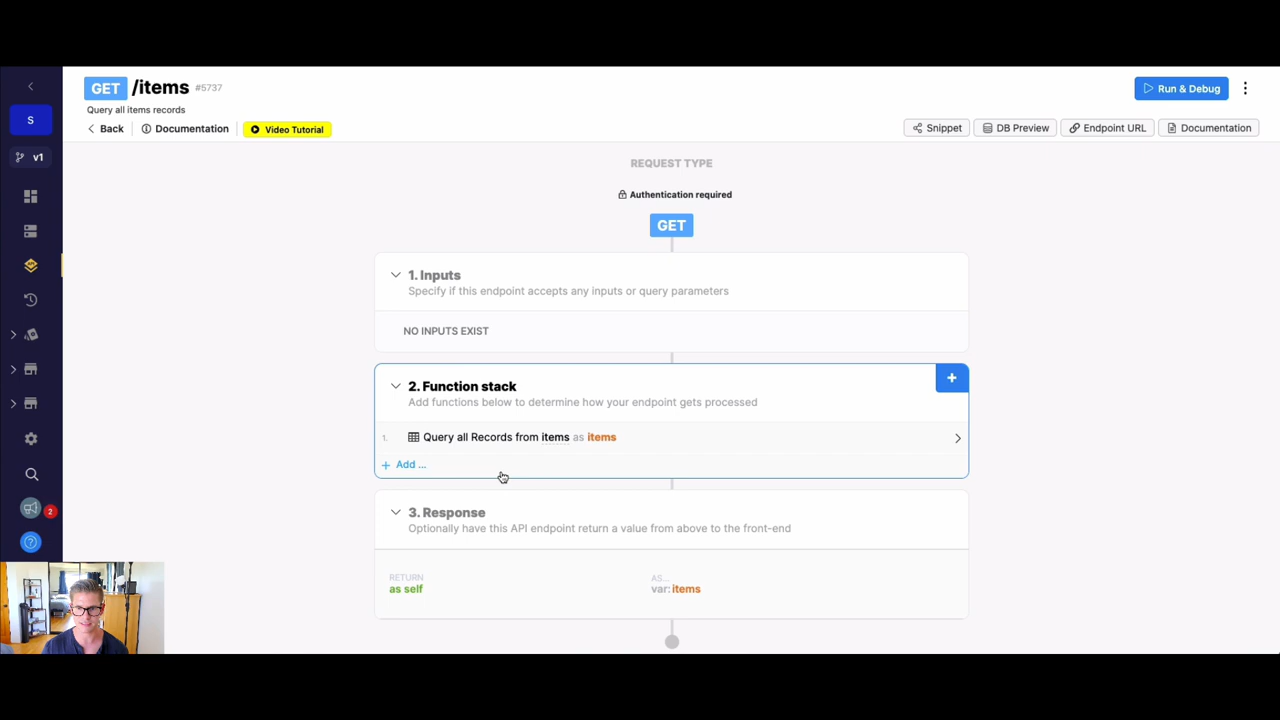 GET /items #5737
Query all items records
Back Documentation Video Tutorial
Run & Debug
Snippet DB Preview Endpoint URL Documentation
S
v1
2
REQUEST TYPE
Authentication required
GET
1. Inputs
Specify if this endpoint accepts any inputs or query parameters
NO INPUTS EXIST
2. Function stack
Add functions below to determine how your endpoint gets processed
1. Query all Records from items as items
Add ...
3. Response
Optionally have this API endpoint return a value from above to the front-end
RETURN AS...
as self var: items